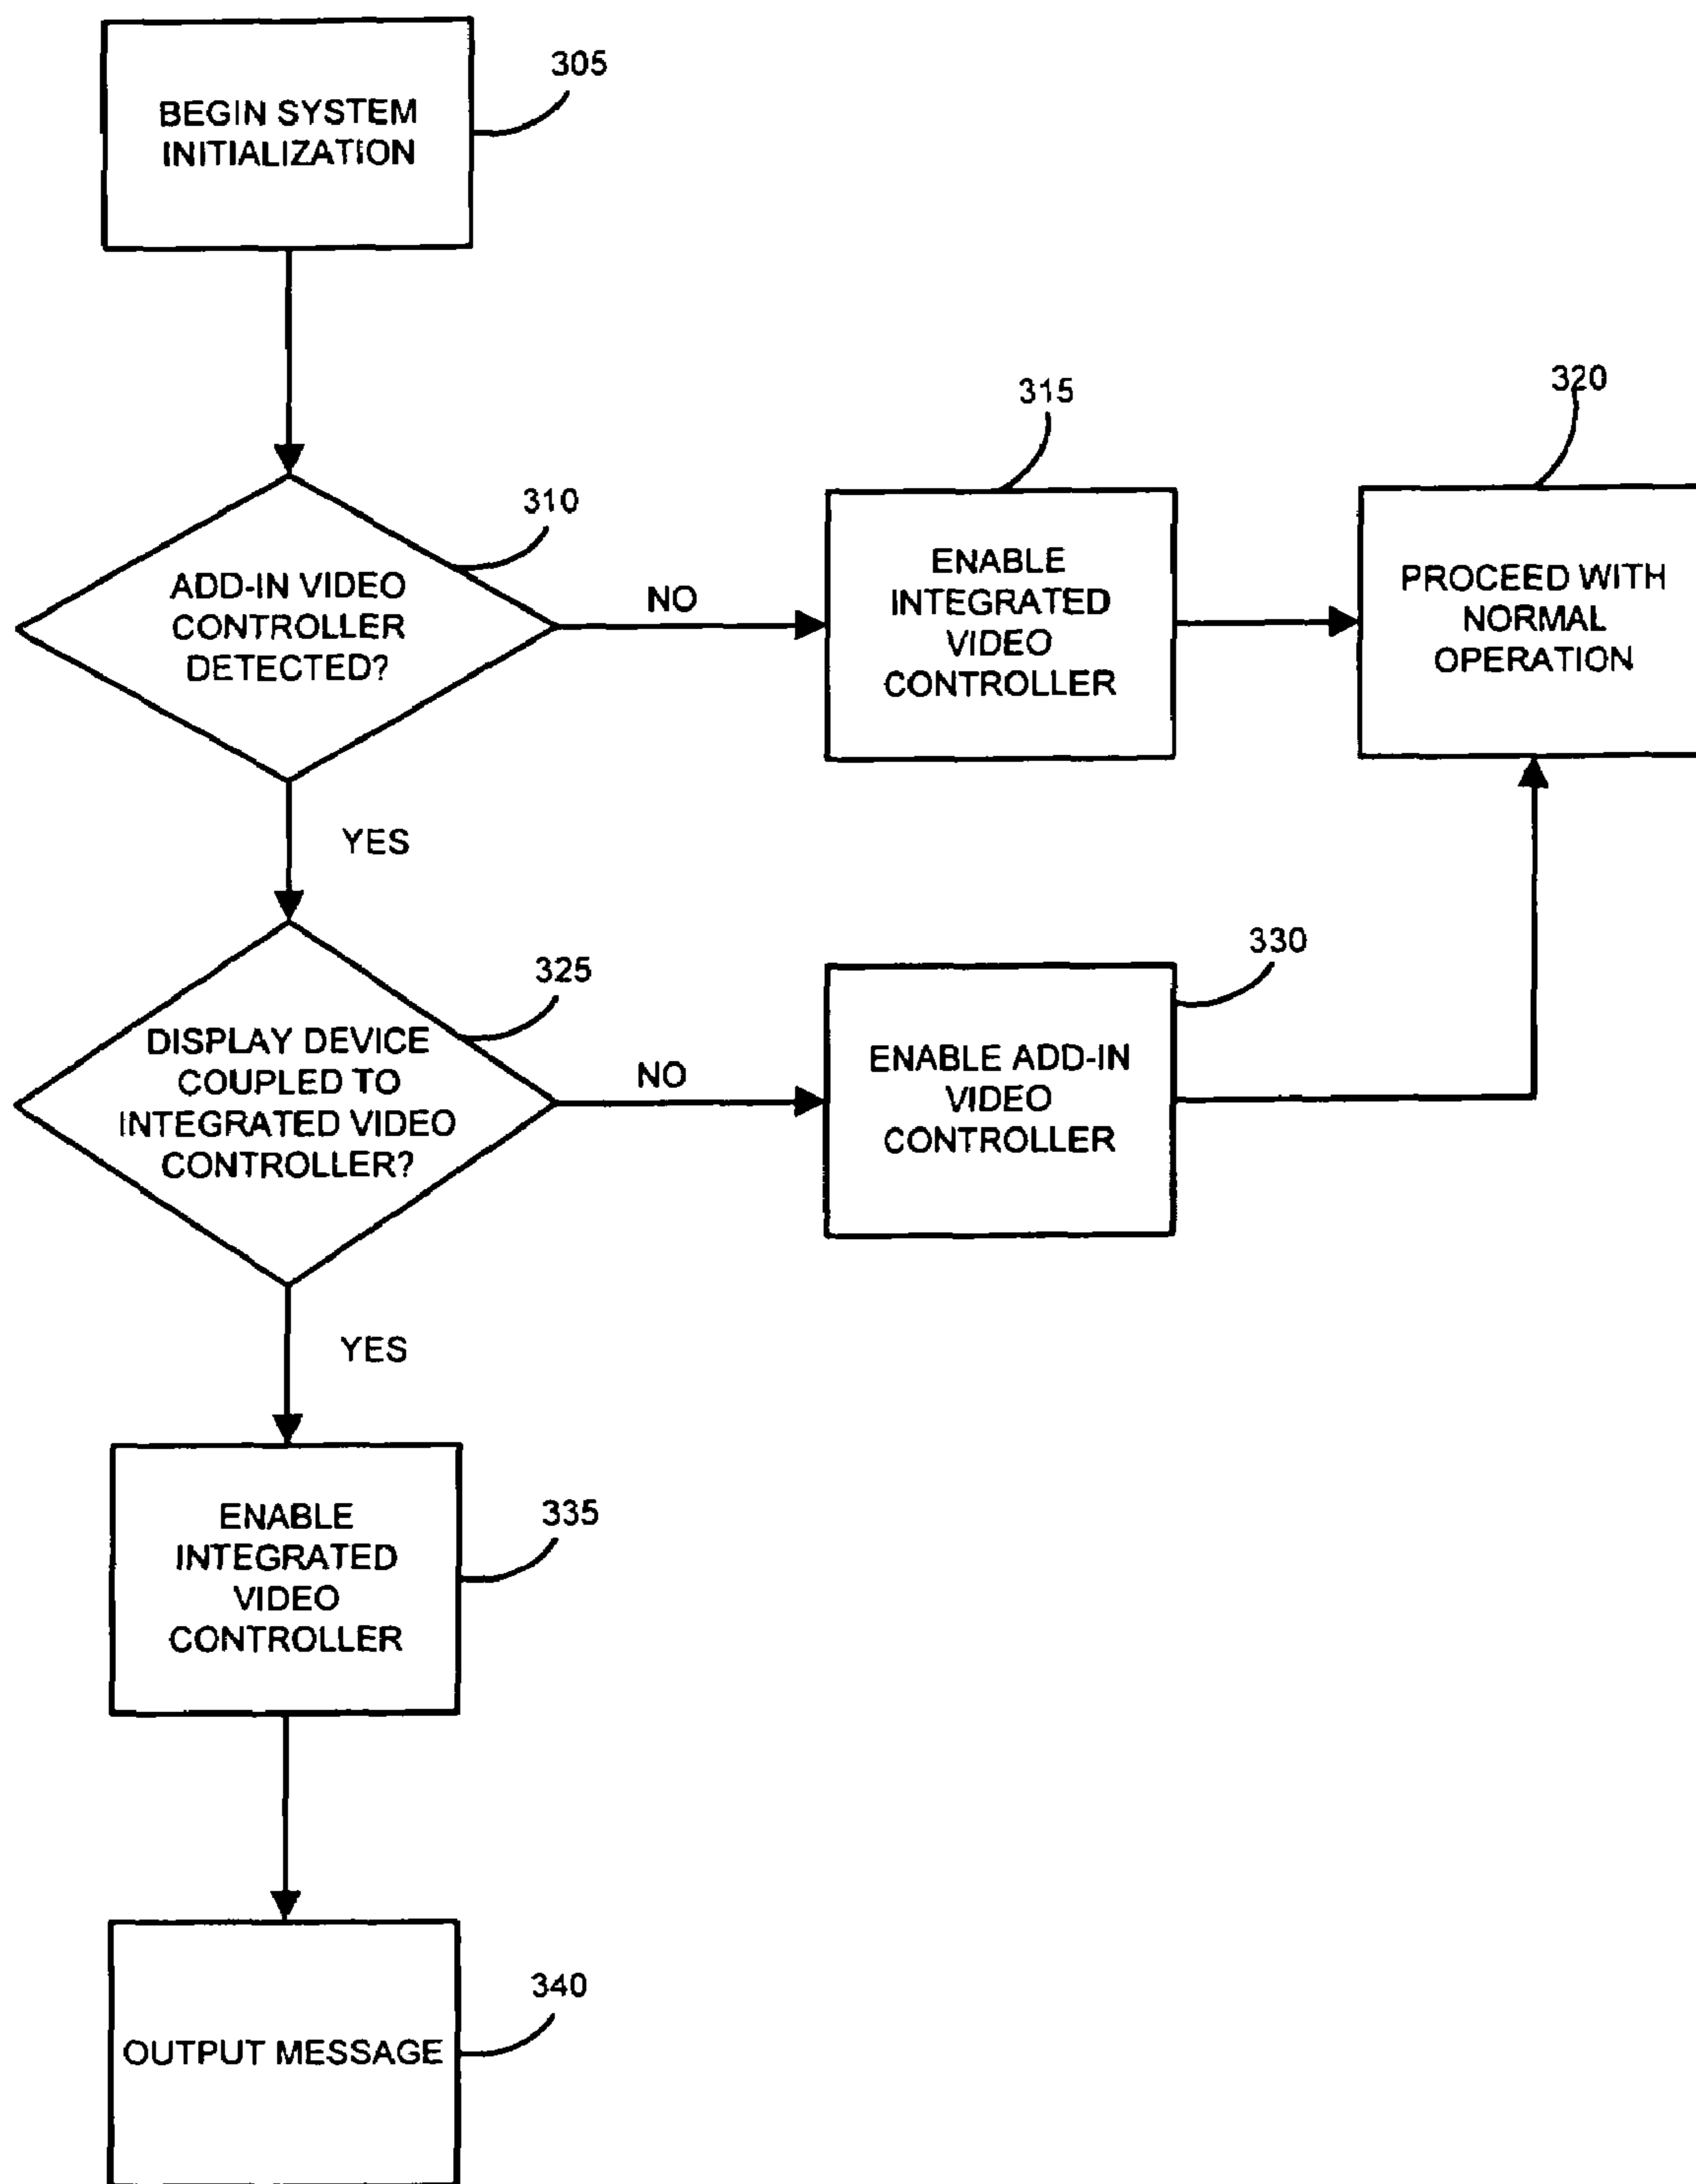 305
BEGIN SYSTEM
INITIALIZATION
310
ADD-IN VIDEO
CONTROLLER
DETECTED?
NO
315
ENABLE
INTEGRATED
VIDEO
CONTROLLER
320
PROCEED WITH
NORMAL
OPERATION
YES
325
DISPLAY DEVICE
COUPLED TO
INTEGRATED VIDEO
CONTROLLER?
NO
330
ENABLE ADD-IN
VIDEO
CONTROLLER
YES
335
ENABLE
INTEGRATED
VIDEO
CONTROLLER
340
OUTPUT MESSAGE